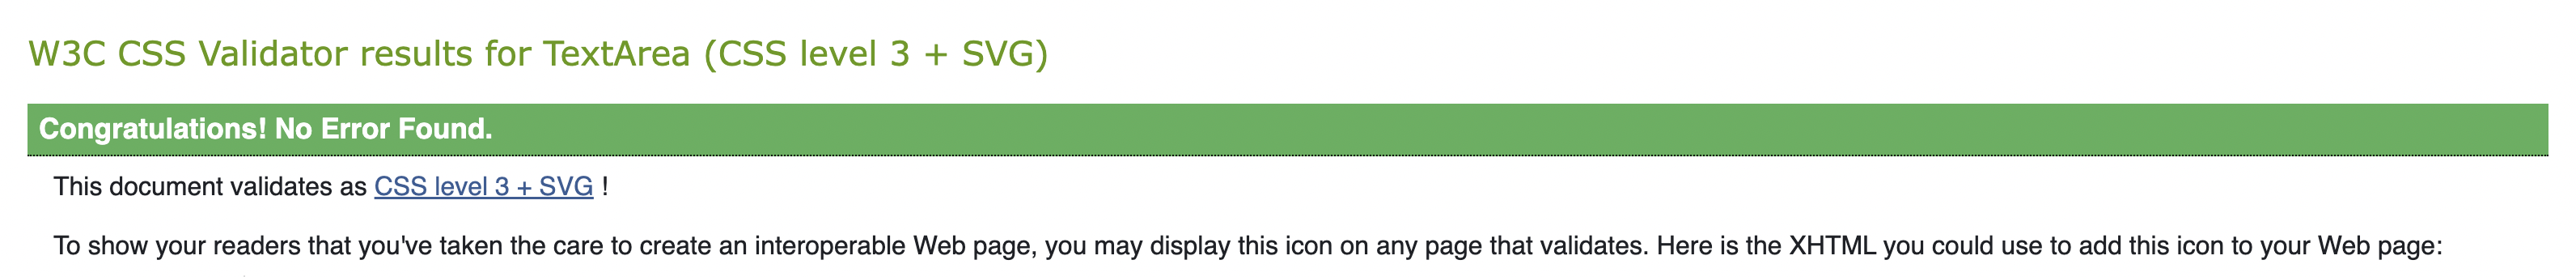 W3C CSS Validator results for TextArea (CSS level 3 + SVG)
Congratulations! No Error Found.
This document validates as CSS level 3 + SVG !
To show your readers that you've taken the care to create an interoperable Web page, you may display this icon on any page that validates. Here is the XHTML you could use to add this icon to your Web page: